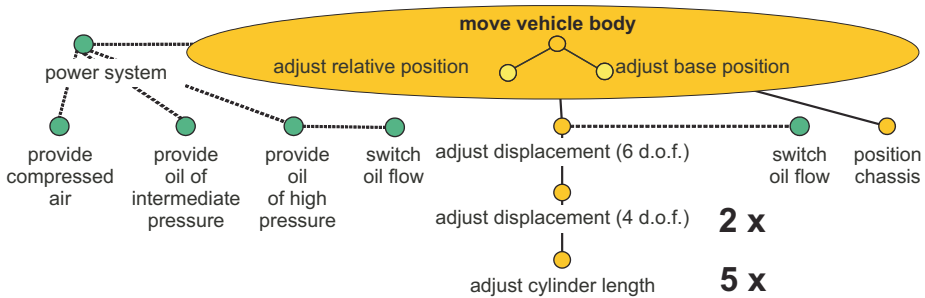 move vehicle body
adjust relative position
adjust base position
power system
provide
compressed
air
provide
oil of
intermediate
pressure
provide
oil
of high
pressure
switch
oil flow
adjust displacement (6 d.o.f.)
switch
oil flow
position
chassis
adjust displacement (4 d.o.f.)
2 x
adjust cylinder length
5 x